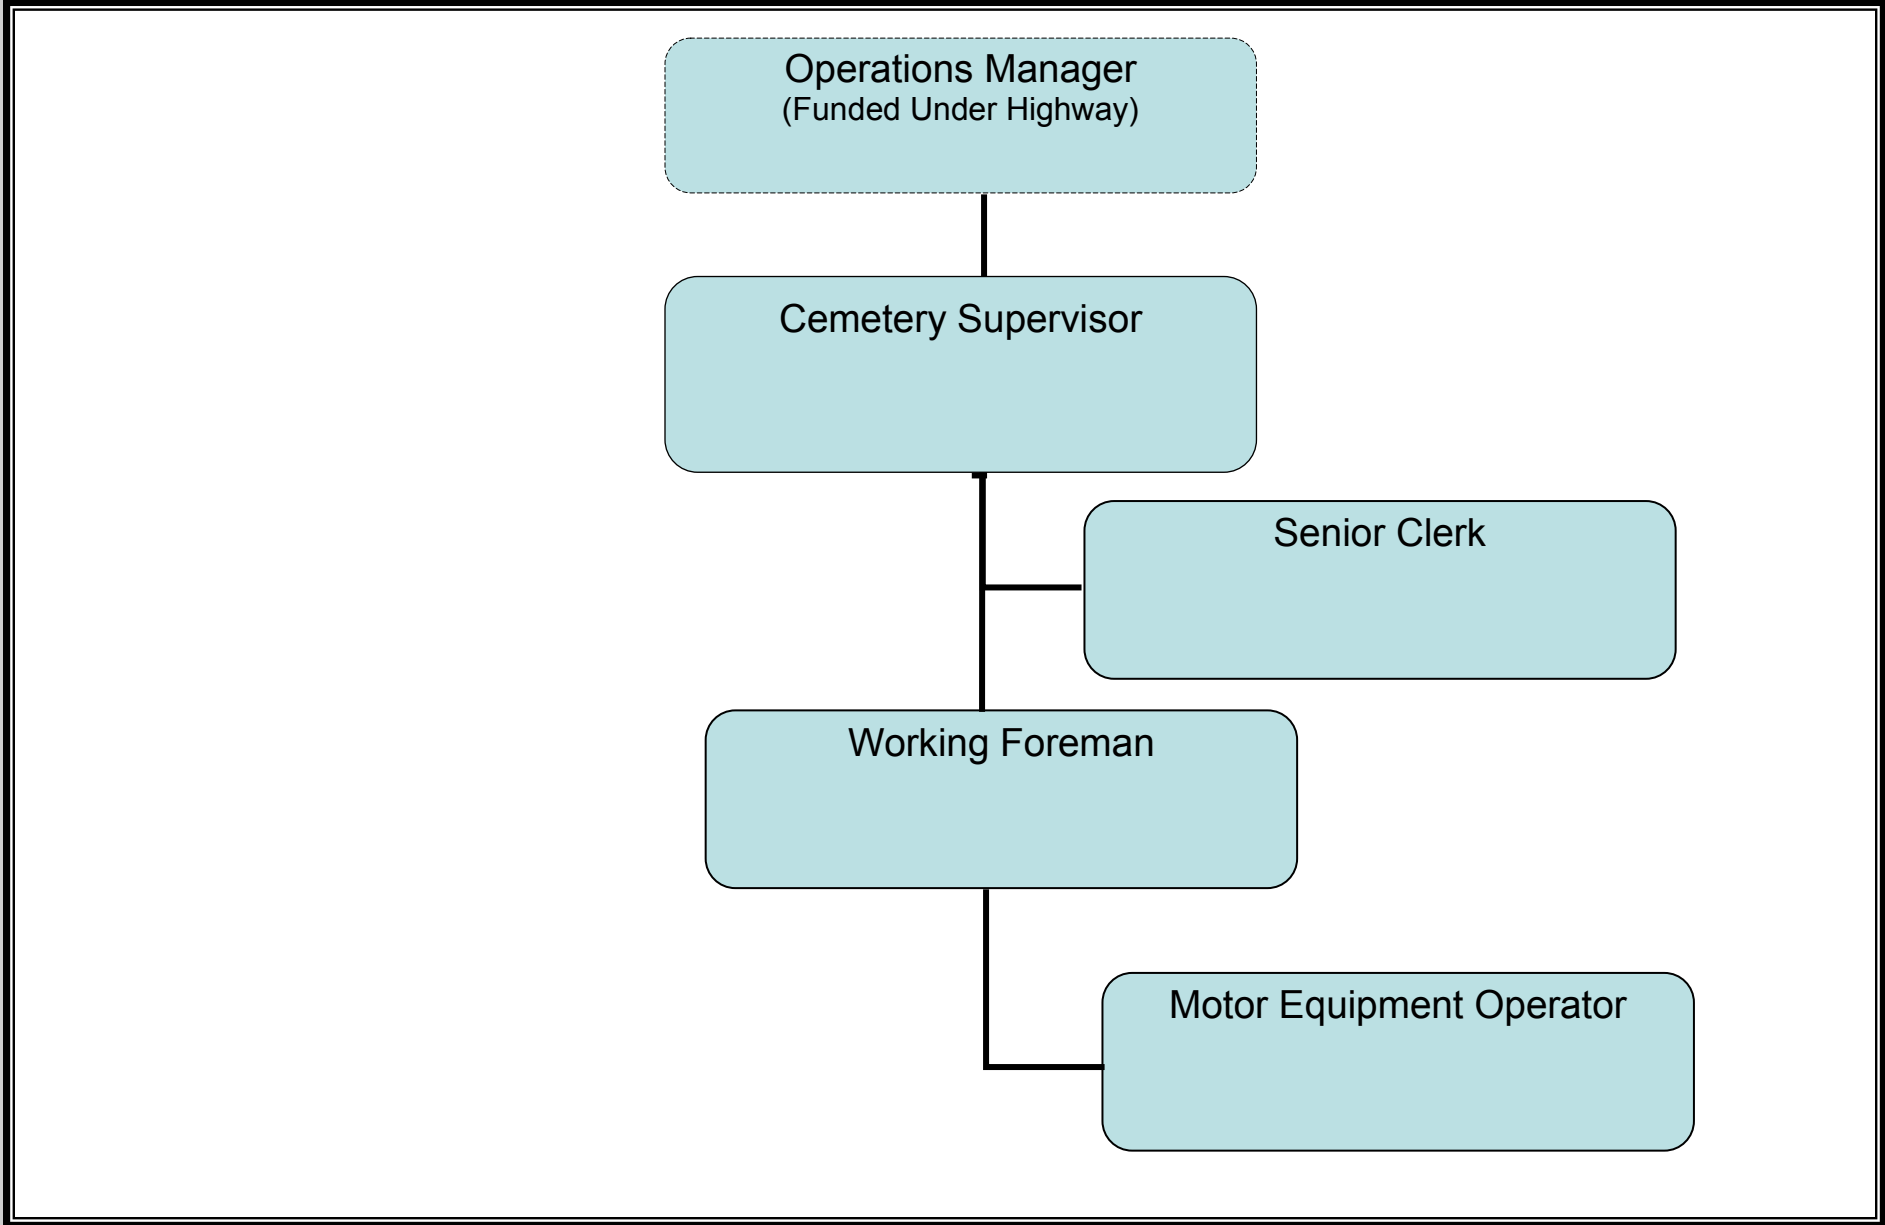 Operations Manager
(Funded Under Highway)
Cemetery Supervisor
Senior Clerk
Working Foreman
Motor Equipment Operator